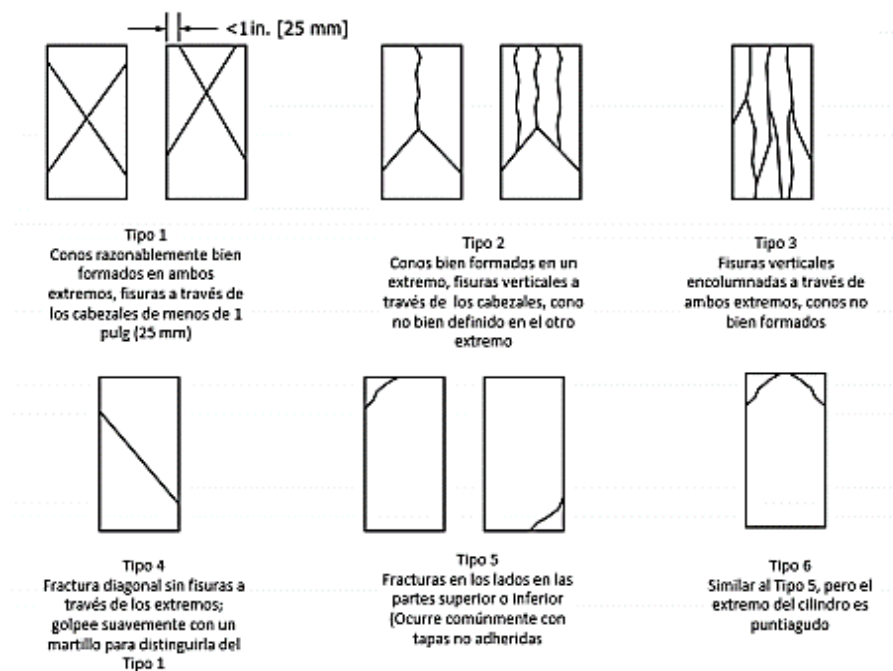 <1in. [25 mm]
Tipo 1
Conos razonablemente bien
formados en ambos
extremos, fisuras a través de
los cabezales de menos de 1
pulg (25 mm)
Tipo 2
Conos bien formados en un
extremo, fisuras verticales a
través de los cabezales, cono
no bien definido en el otro
extremo
Tipo 3
Fisuras verticales
encolumnadas a través de
ambos extremos, conos no
bien formados
Tipo 4
Fractura diagonal sin fisuras a
través de los extremos;
golpee suavemente con un
martillo para distinguirla del
Tipo 1
Tipo 5
Fracturas en los lados en las
partes superior o inferior
(Ocurre comúnmente con
tapas no adheridas
Tipo 6
Similar al Tipo 5, pero el
extremo del cilindro es
puntiagudo